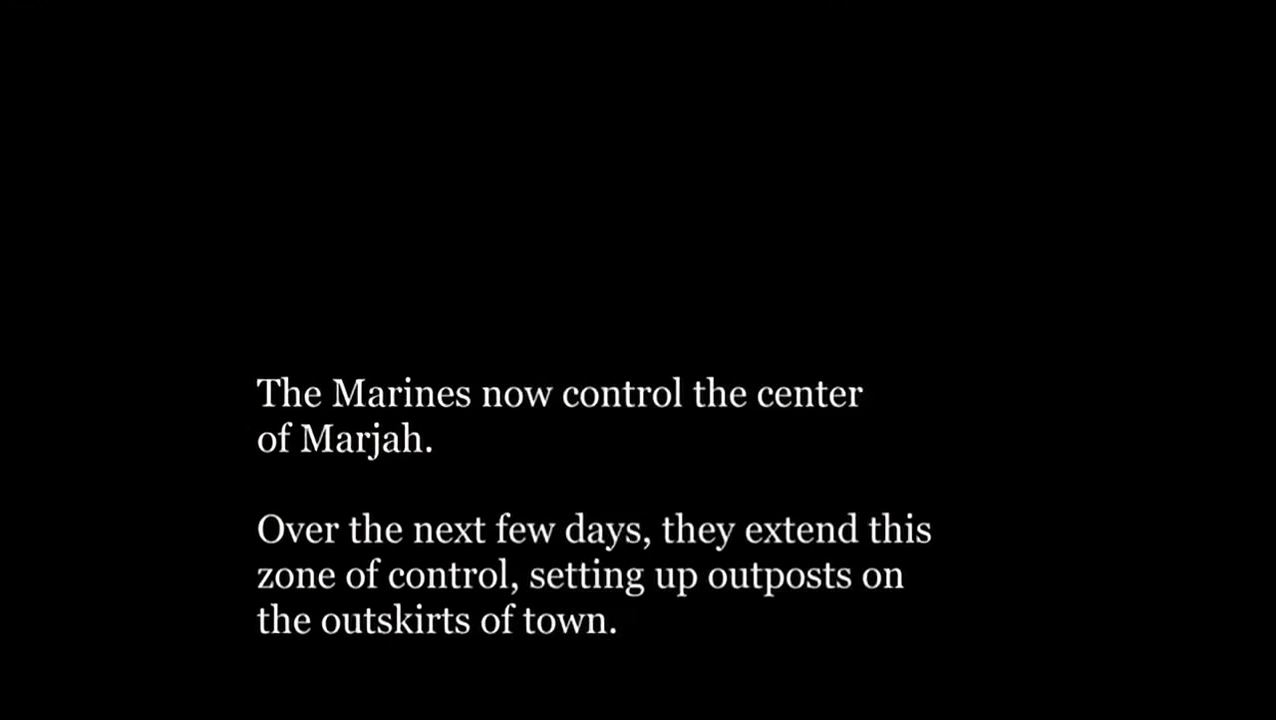 The Marines now control the center
of Marjah.
Over the next few days, they extend this
zone of control, setting up outposts on
the outskirts of town.